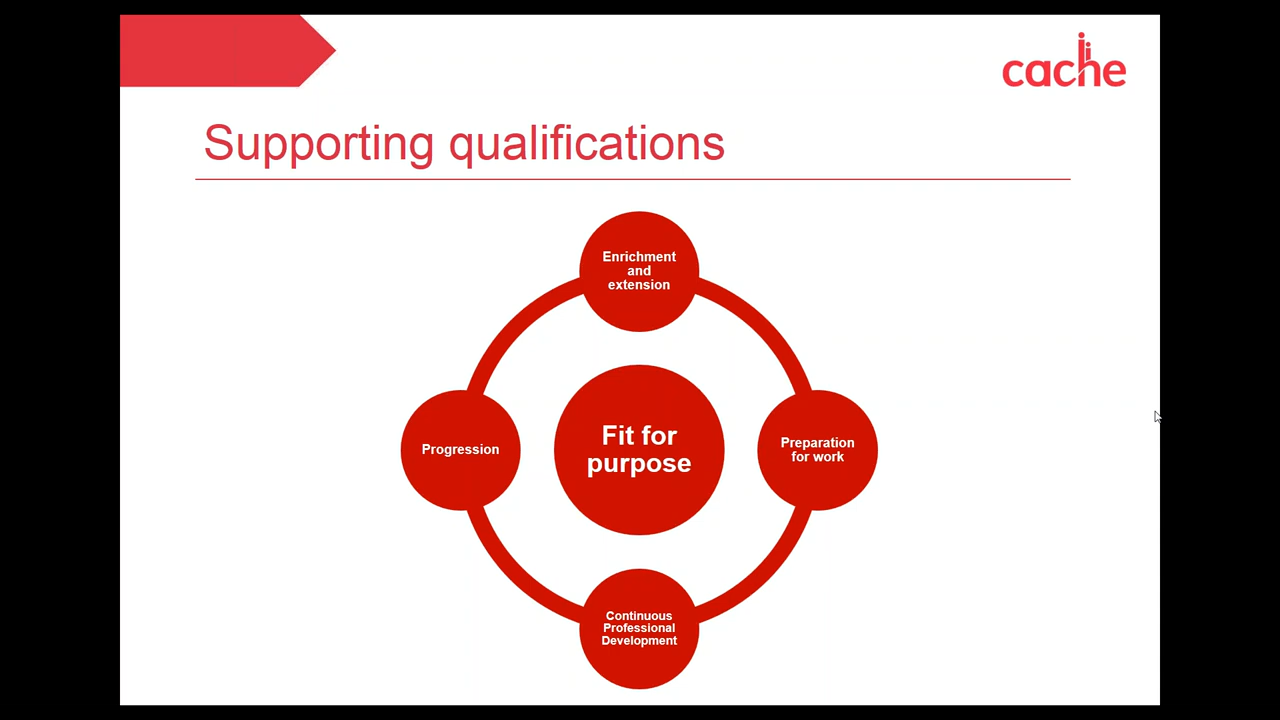 cache
Supporting qualifications
Enrichment
and
extension
Progression
Fit for
purpose
Preparation
for work
Continuous
Professional
Development